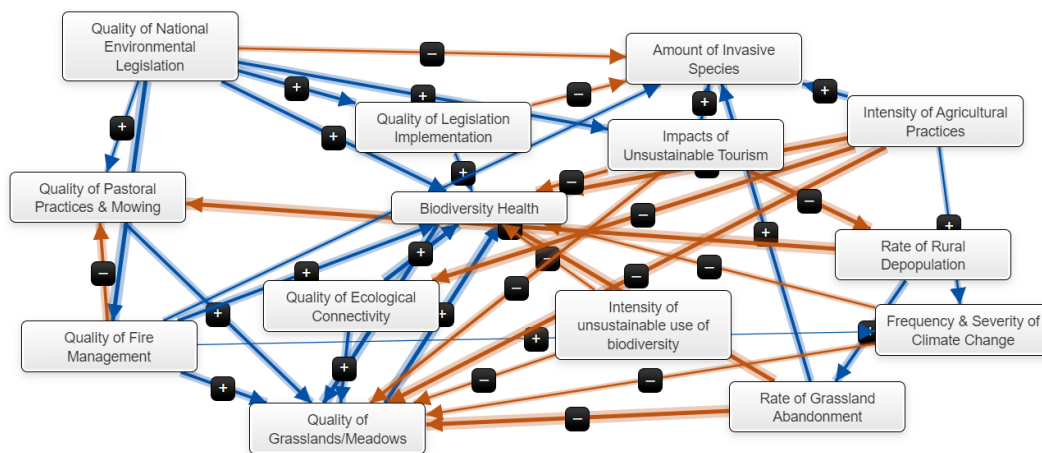 Quality of National
Environmental
Legislation
Amount of Invasive
Species
Quality of Legislation
Implementation
Impacts of
Unsustainable Tourism
Intensity of Agricultural
Practices
Quality of Pastoral
Practices & Mowing
Biodiversity Health
Rate of Rural
Depopulation
Quality of Ecological
Connectivity
Intensity of
unsustainable use of
biodiversity
Quality of Fire
Management
Frequency & Severity of
Climate Change
Rate of Grassland
Abandonment
Quality of
Grasslands/Meadows